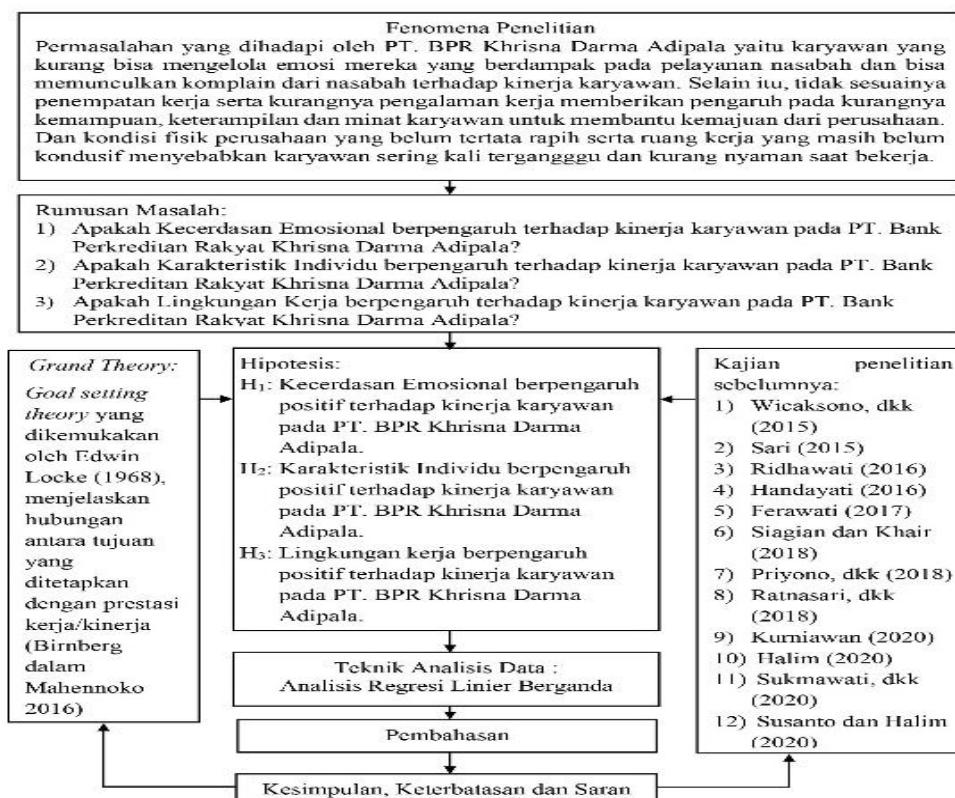 Fenomena Penelitian
Permasalahan yang dihadapi oleh PT. BPR Khrisna Darma Adipala yaitu karyawan yang
kurang bisa mengelola emosi mereka yang berdampak pada pelayanan nasabah dan bisa
memunculkan komplain dari nasabah terhadap kinerja karyawan. Selain itu, tidak sesuainya
penempatan kerja serta kurangnya pengalaman kerja memberikan pengaruh pada kurangnya
kemampuan, keterampilan dan minat karyawan untuk membantu kemajuan dari perusahaan.
Dan kondisi fisik perusahaan yang belum tertata rapih serta ruang kerja yang masih belum
kondusif menyebabkan karyawan sering kali tergangggu dan kurang nyaman saat bekerja.
Rumusan Masalah:
1) Apakah Kecerdasan Emosional berpengaruh terhadap kinerja karyawan pada PT. Bank
Perkreditan Rakyat Khrisna Darma Adipala?
2) Apakah Karakteristik Individu berpengaruh terhadap kinerja karyawan pada PT. Bank
Perkreditan Rakyat Khrisna Darma Adipala?
3) Apakah Lingkungan Kerja berpengaruh terhadap kinerja karyawan pada PT. Bank
Perkreditan Rakyat Khrisna Darma Adipala?
Grand Theory:
Goal setting
theory yang
dikemukakan
oleh Edwin
Locke (1968),
menjelaskan
hubungan
antara tujuan
yang
ditetapkan
dengan prestasi
kerja/kinerja
(Birnberg
dalam
Mahennoko
2016)
Hipotesis:
H₁: Kecerdasan Emosional berpengaruh
positif terhadap kinerja karyawan
pada PT. BPR Khrisna Darma
Adipala.
H₂: Karakteristik Individu berpengaruh
positif terhadap kinerja karyawan
pada PT. BPR Khrisna Darma
Adipala.
H₃: Lingkungan kerja berpengaruh
positif terhadap kinerja karyawan
pada PT. BPR Khrisna Darma
Adipala.
Kajian penelitian
sebelumnya:
1) Wicaksono, dkk
(2015)
2) Sari (2015)
3) Ridhawati (2016)
4) Handayati (2016)
5) Ferawati (2017)
6) Siagian dan Khair
(2018)
7) Priyono, dkk (2018)
8) Ratnasari, dkk
(2018)
9) Kurniawan (2020)
10) Halim (2020)
11) Sukmawati, dkk
(2020)
12) Susanto dan Halim
(2020)
Teknik Analisis Data :
Analisis Regresi Linier Berganda
Pembahasan
Kesimpulan, Keterbatasan dan Saran